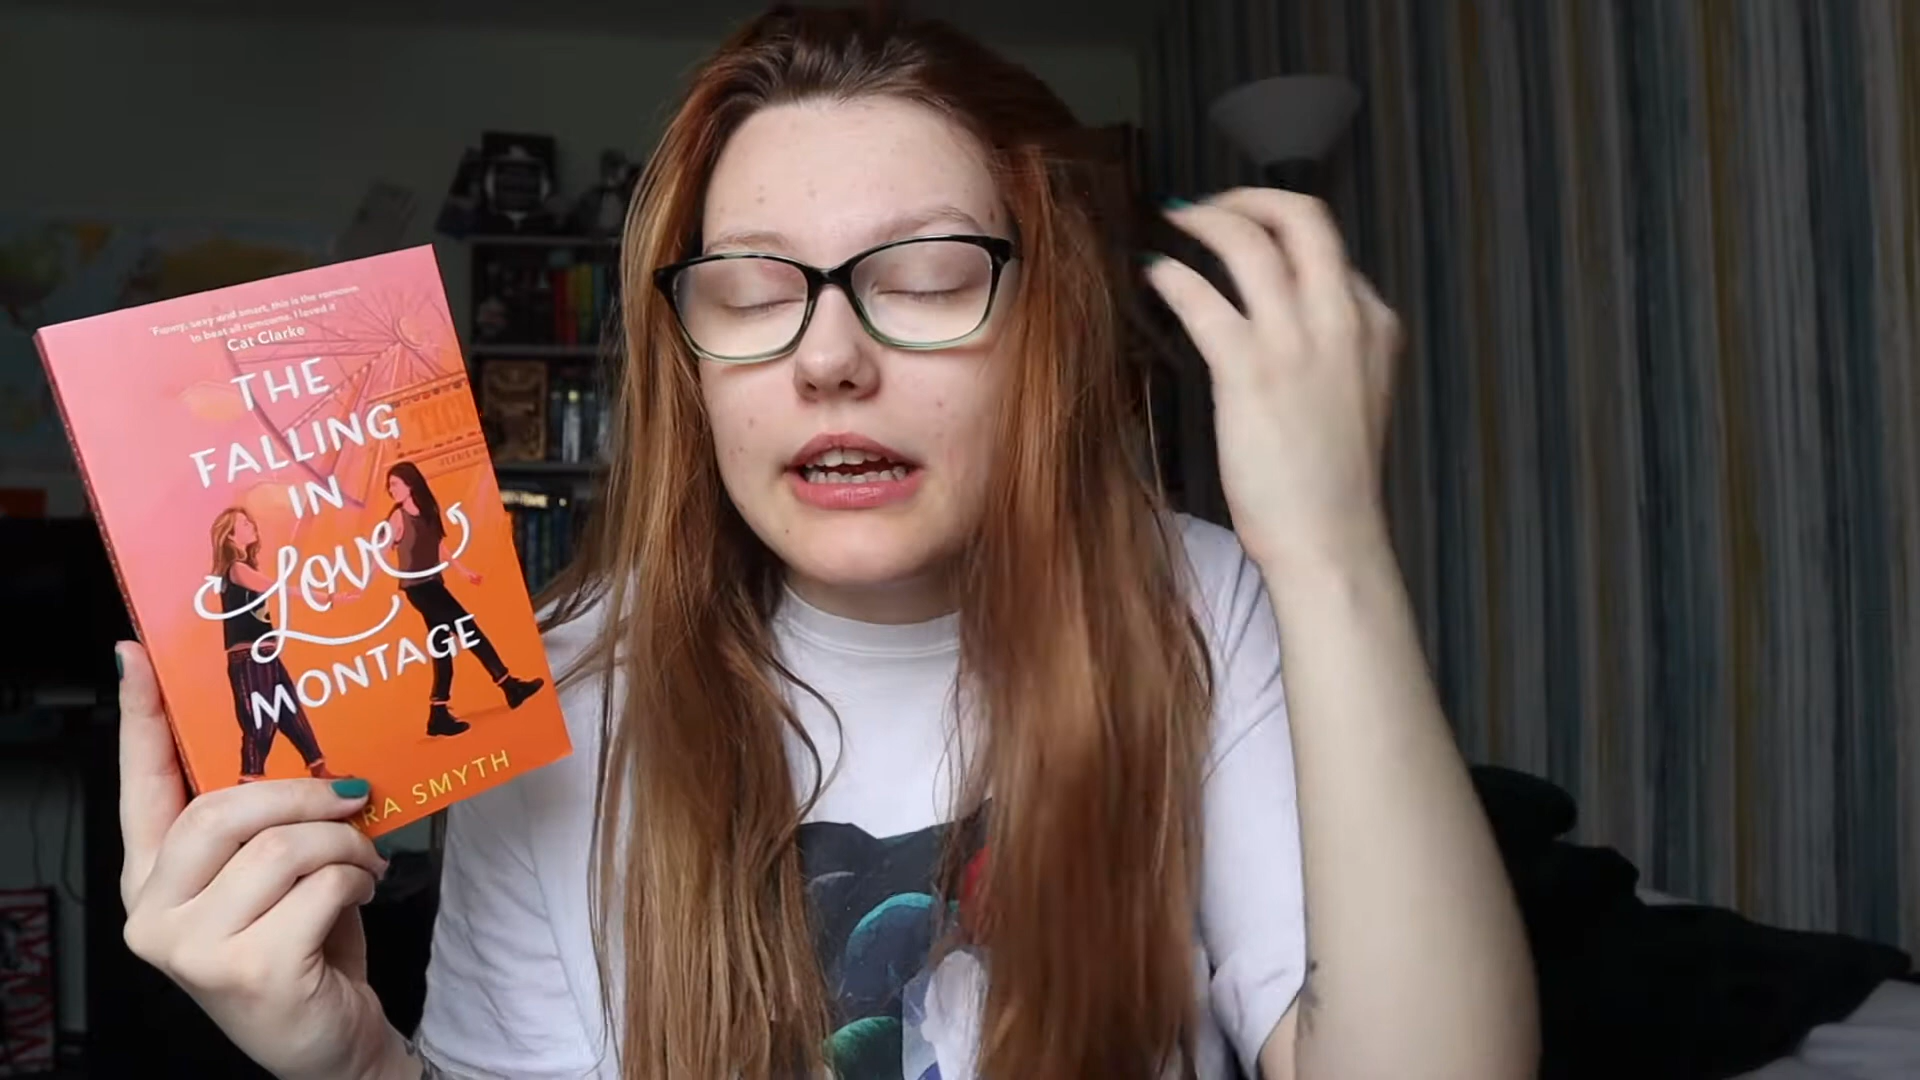 "Funny, sexy and smart, this is the romcom
to beat all romcoms. I loved it
Cat Clarke
THE
FALLING
IN
Love
MONTAGE
RA SMYTH